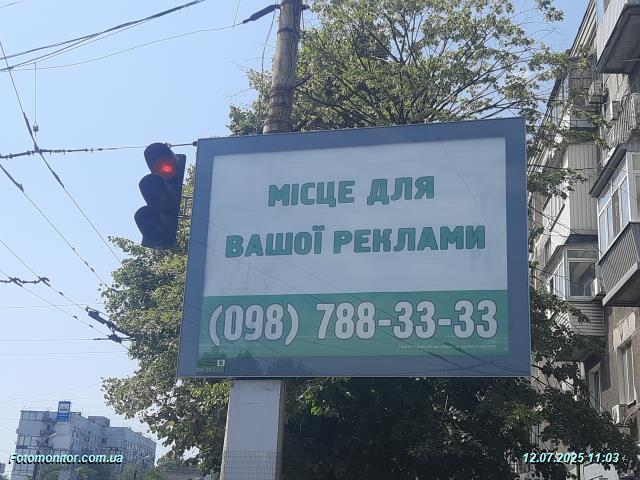 МІСЦЕ ДЛЯ
ВАШОЇ РЕКЛАМИ
(098) 788-33-33
Fotomonitor.com.ua
12.07.2025 11:03